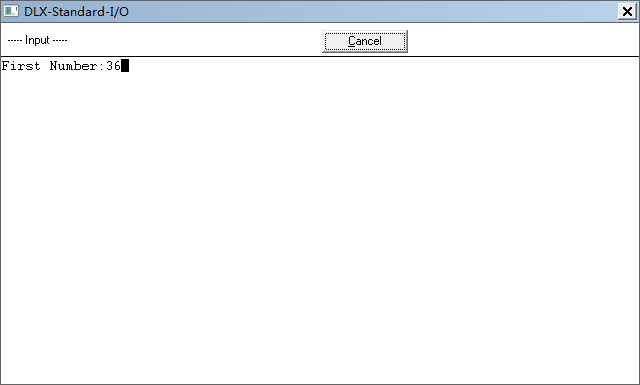 DLX-Standard-I/O
----- Input -----
Cancel
First Number:36